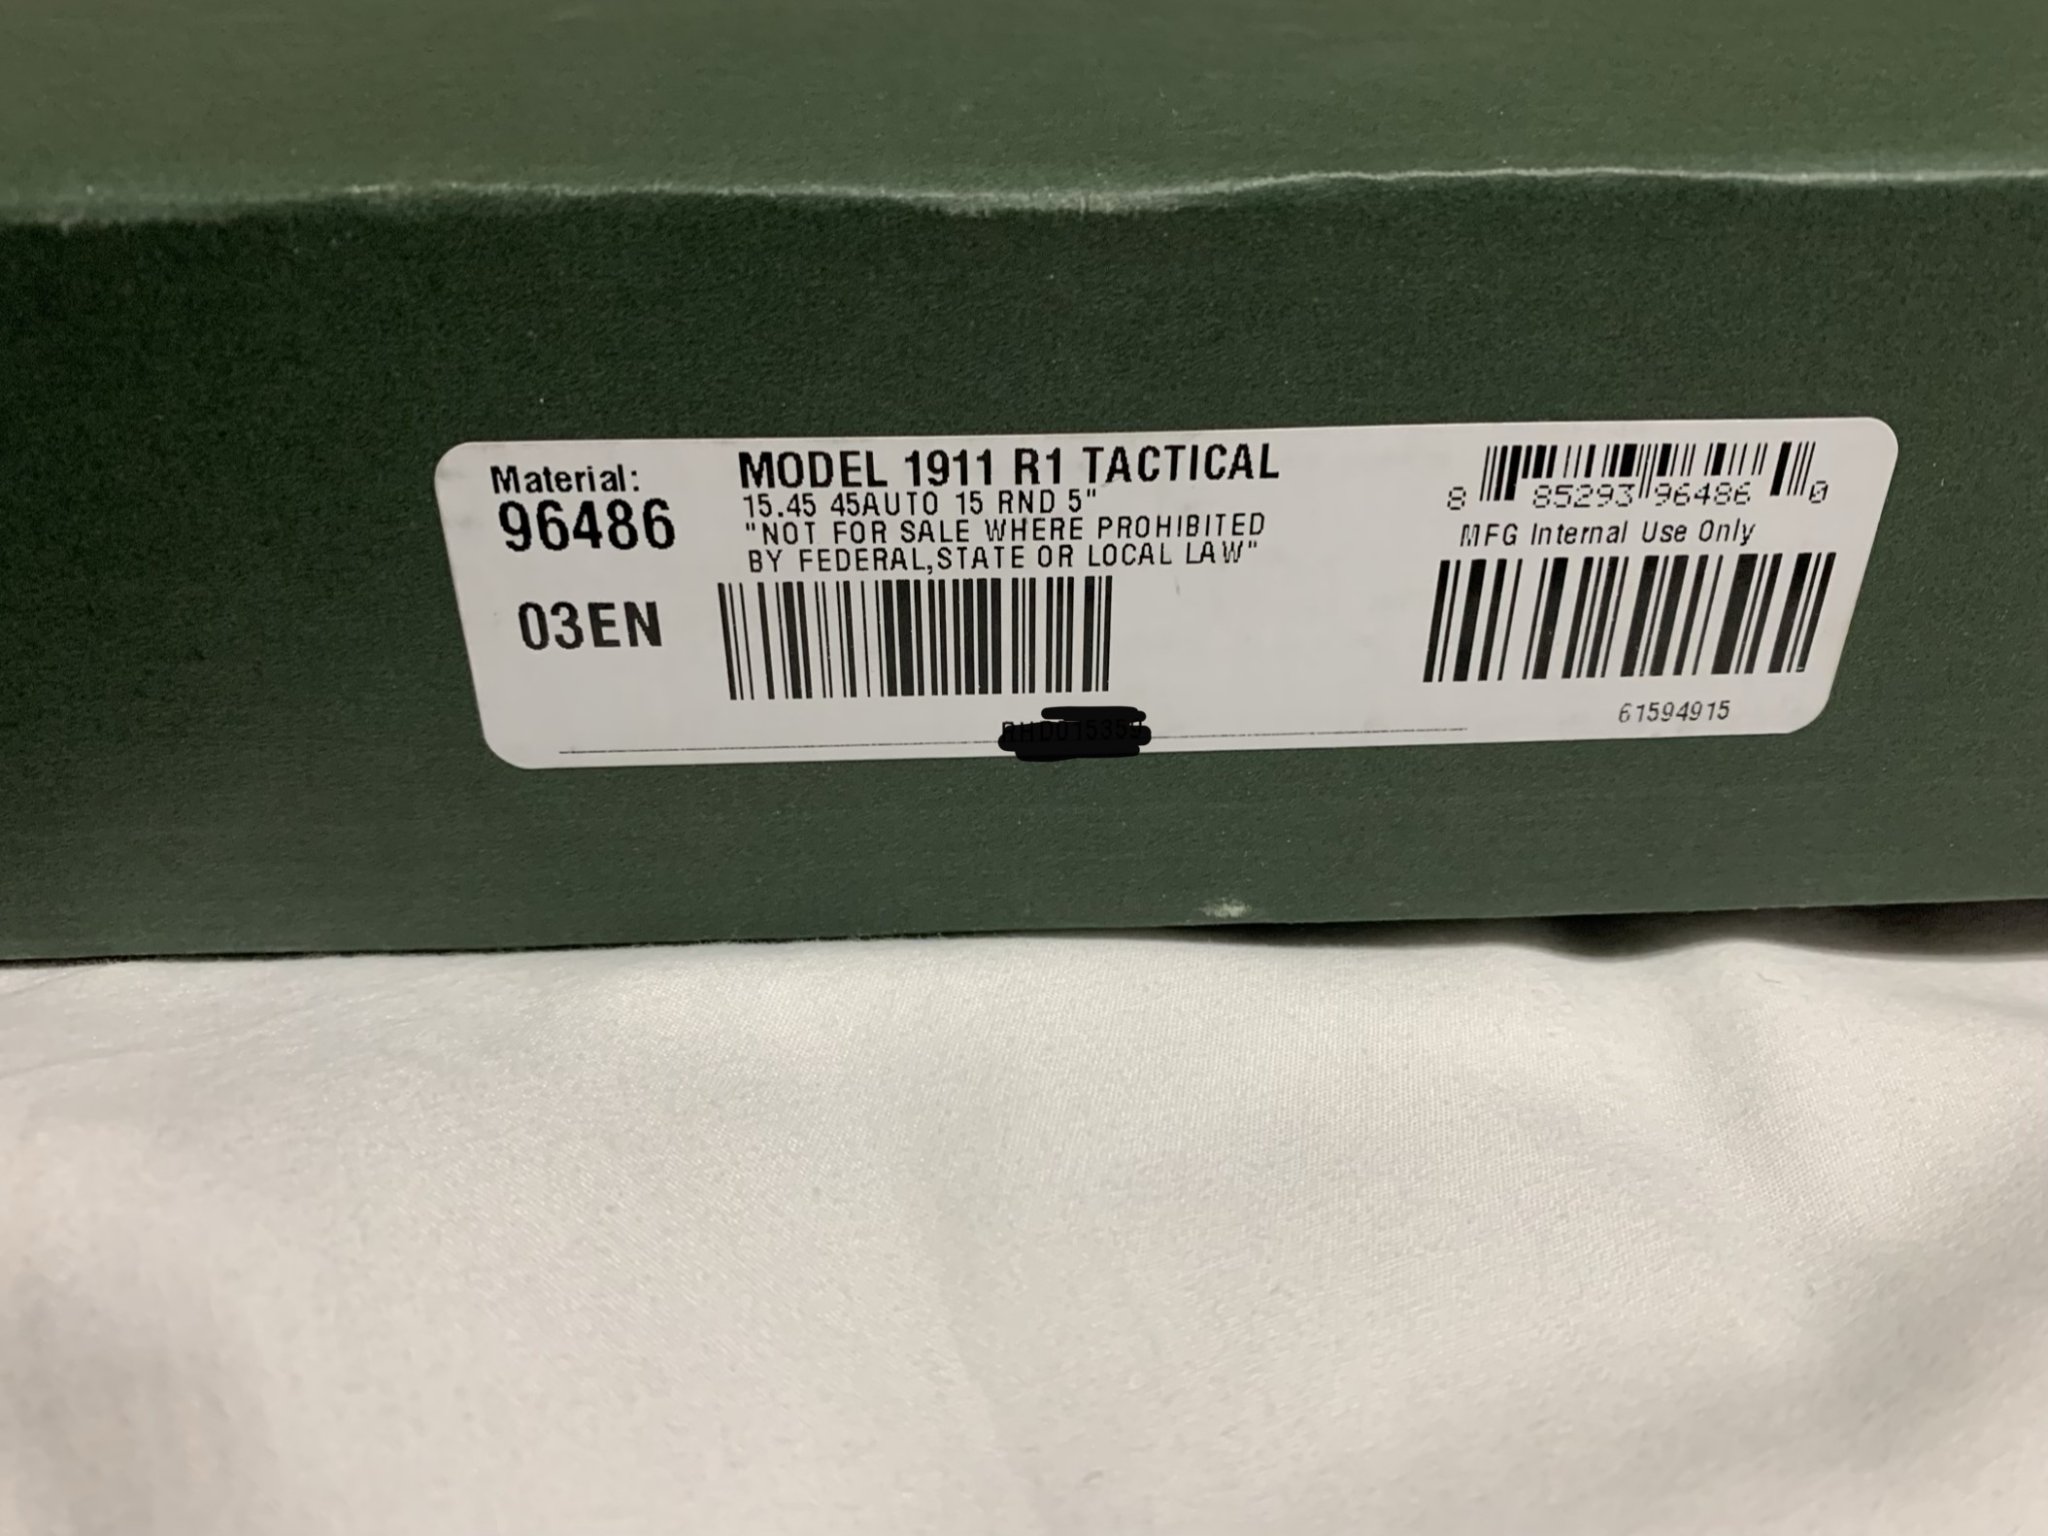 Material:
96486
03EN
MODEL 1911 R1 TACTICAL
15.45 45AUTO 15 RND 5"
"NOT FOR SALE WHERE PROHIBITED
BY FEDERAL,STATE OR LOCAL LAW"
8 85293 96486 0
MFG Internal Use Only
61594915